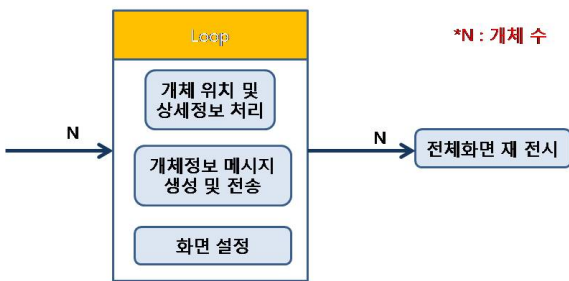 Loop
*N : 개체 수
개체 위치 및
상세정보 처리
N
개체정보 메시지
생성 및 전송
화면 설정
N
전체화면 재 전시